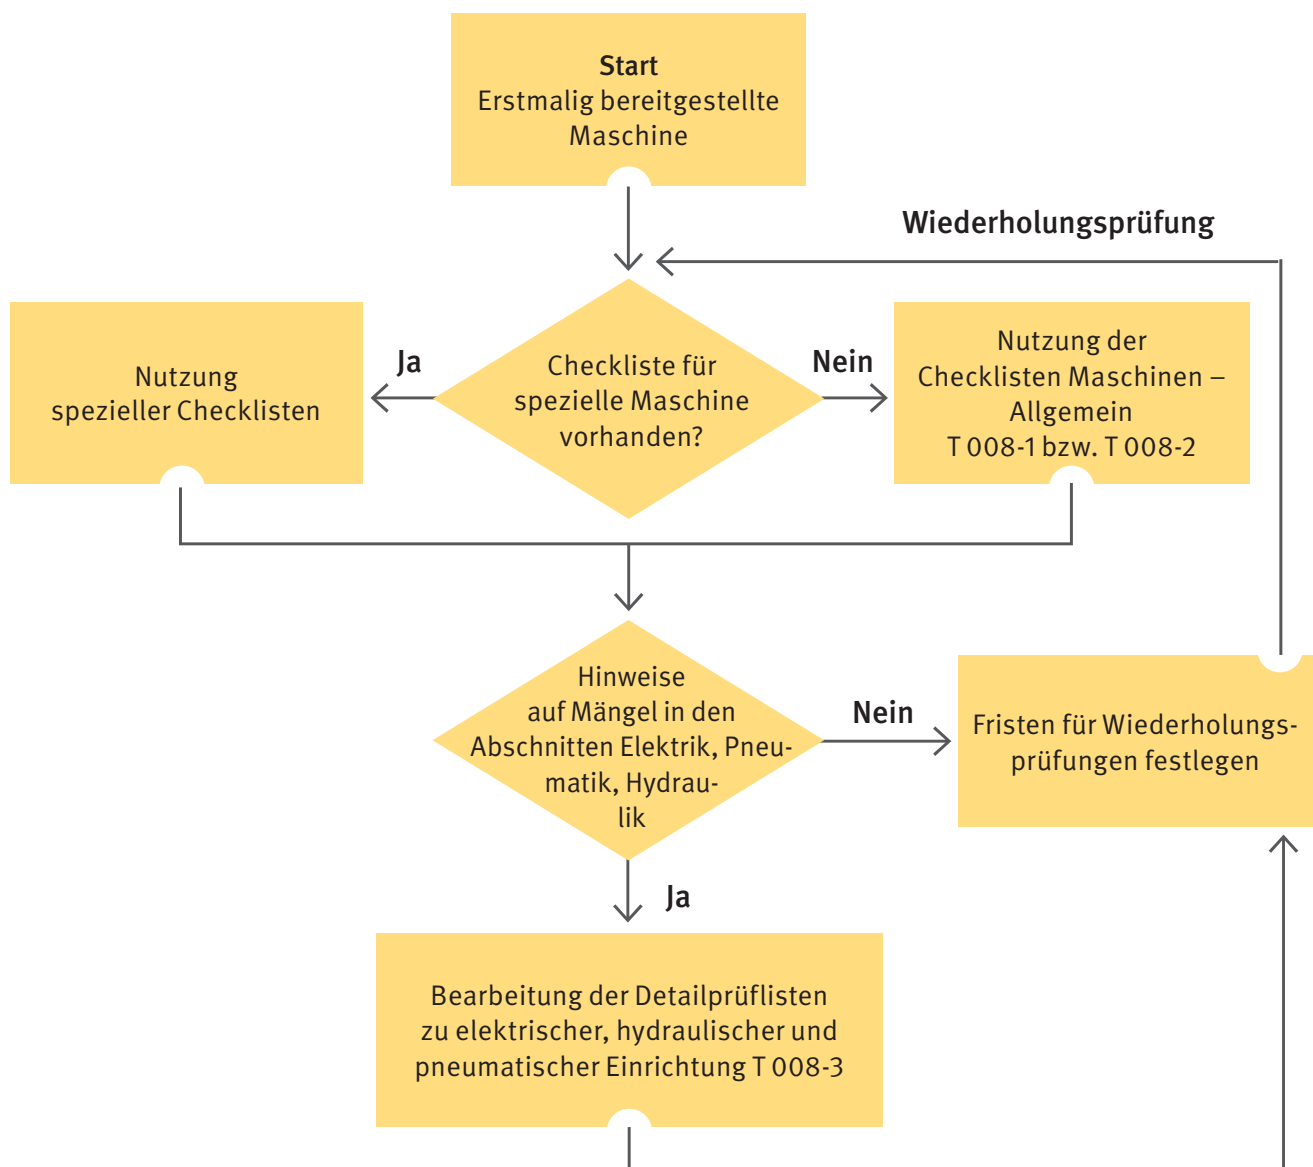 Start
Erstmalig bereitgestellte
Maschine
Wiederholungsprüfung
Ja
Nein
Nutzung
spezieller Checklisten
Checkliste für
spezielle Maschine
vorhanden?
Nutzung der
Checklisten Maschinen –
Allgemein
T 008-1 bzw. T 008-2
Hinweise
auf Mängel in den
Abschnitten Elektrik, Pneu-
matik, Hydrau-
lik
Nein
Fristen für Wiederholungs-
prüfungen festlegen
Ja
Bearbeitung der Detailprüflisten
zu elektrischer, hydraulischer und
pneumatischer Einrichtung T 008-3